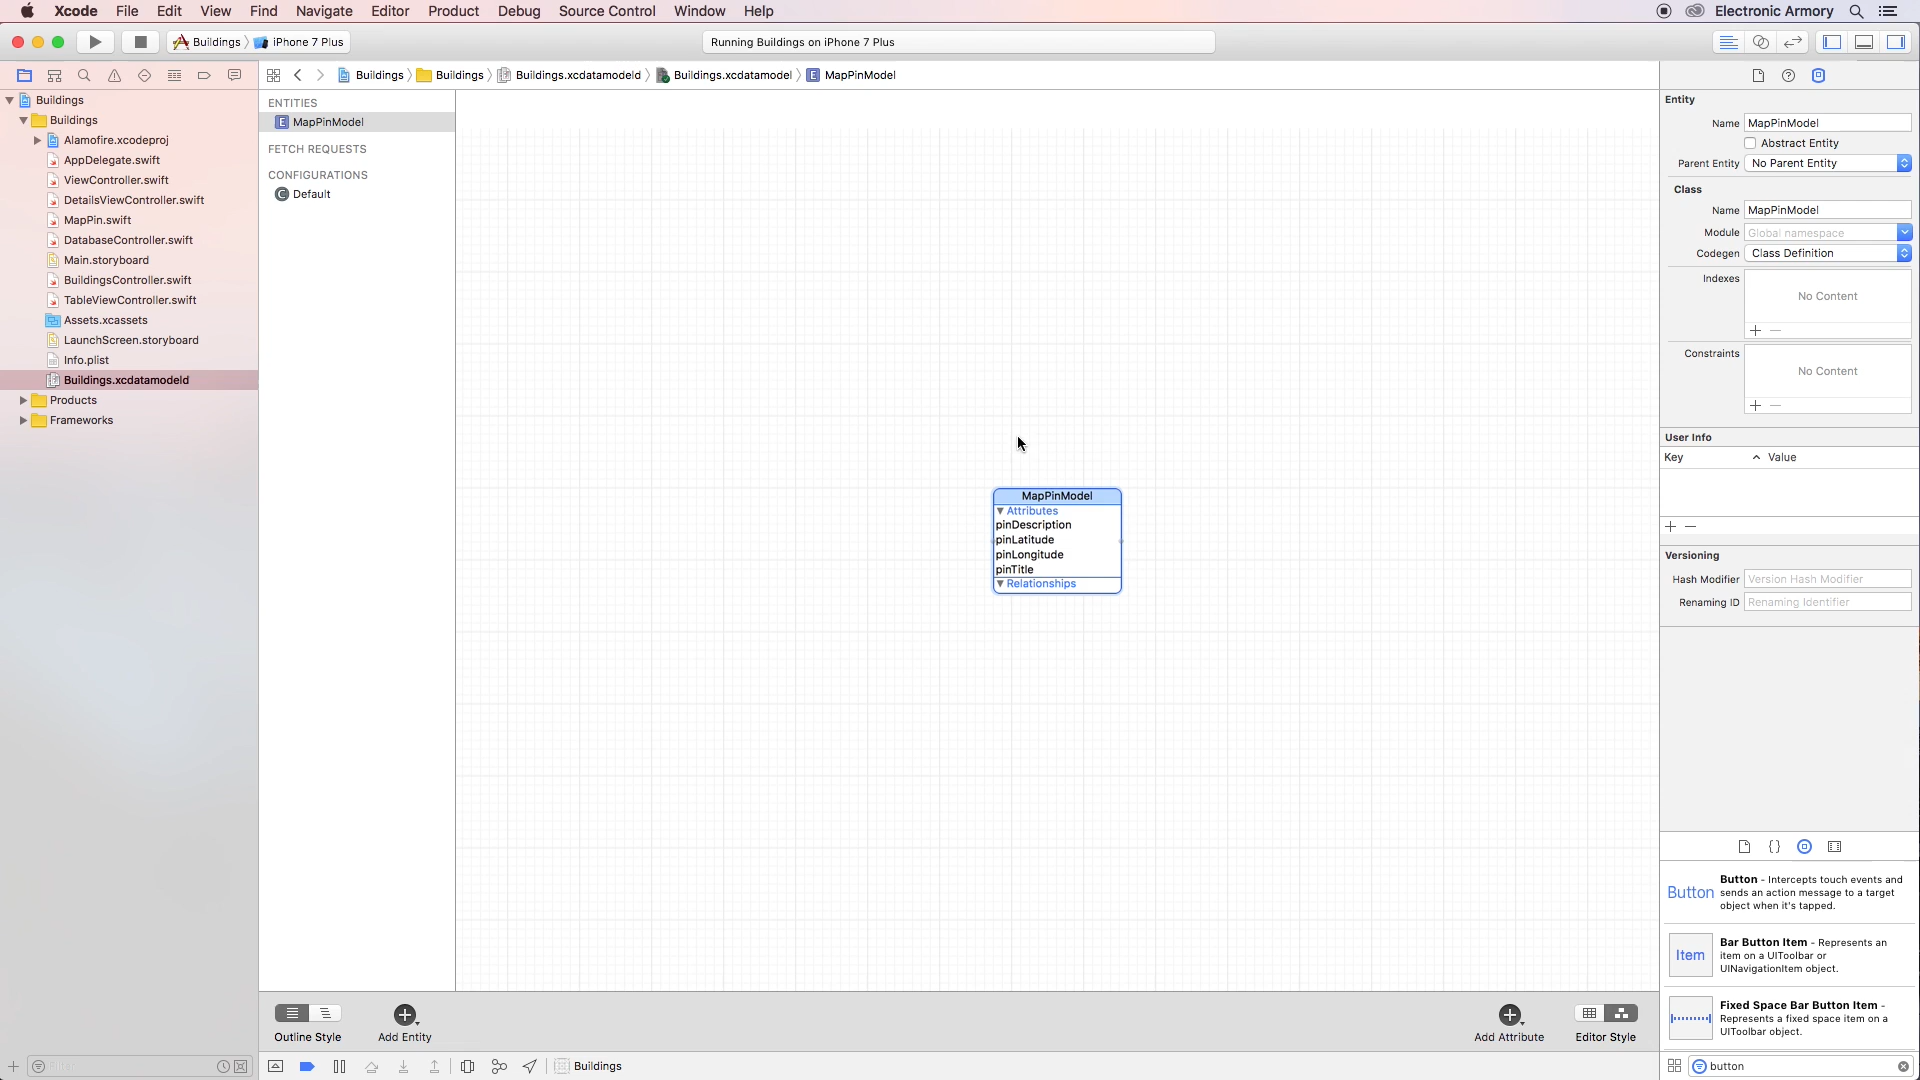 Xcode File Edit View Find Navigate Editor Product Debug Source Control Window Help Electronic Armory
Buildings iPhone 7 Plus Running Buildings on iPhone 7 Plus
Buildings Buildings Buildings.xcdatamodeld Buildings.xcdatamodel E MapPinModel
Buildings
Buildings
Alamofire.xcodeproj
AppDelegate.swift
ViewController.swift
DetailsViewController.swift
MapPin.swift
DatabaseController.swift
Main.storyboard
BuildingsController.swift
TableViewController.swift
Assets.xcassets
LaunchScreen.storyboard
Info.plist
Buildings.xcdatamodeld
Products
Frameworks
ENTITIES
E MapPinModel
FETCH REQUESTS
CONFIGURATIONS
C Default
MapPinModel
Attributes
pinDescription
pinLatitude
pinLongitude
pinTitle
Relationships
Outline Style
Add Entity
Add Attribute
Editor Style
Buildings
Entity
Name MapPinModel
Abstract Entity
Parent Entity No Parent Entity
Class
Name MapPinModel
Module Global namespace
Codegen Class Definition
Indexes
No Content
Constraints
No Content
User Info
Key Value
Versioning
Hash Modifier Version Hash Modifier
Renaming ID Renaming Identifier
Button Button - Intercepts touch events and
sends an action message to a target
object when it's tapped.
Item Bar Button Item - Represents an
item on a UIToolbar or
UINavigationItem object.
Fixed Space Bar Button Item -
Represents a fixed space item on a
UIToolbar object.
button